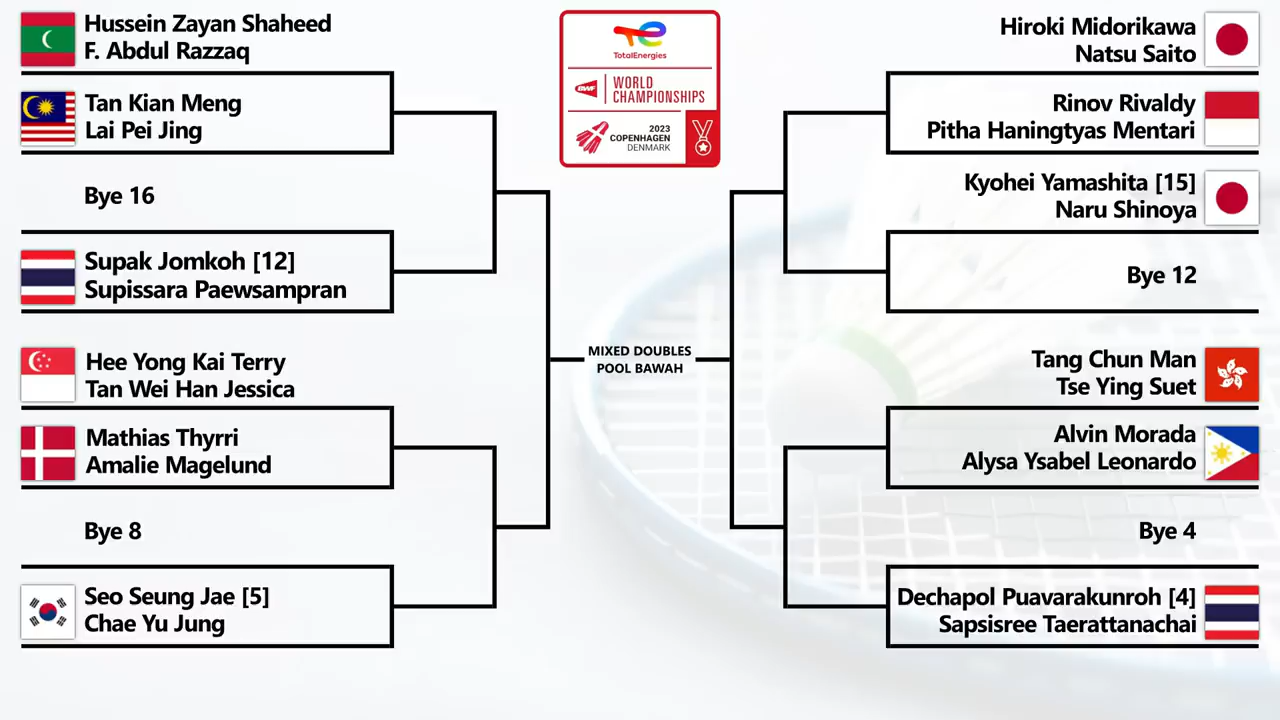 Hussein Zayan Shaheed
F. Abdul Razzaq
Tan Kian Meng
Lai Pei Jing
Bye 16
Supak Jomkoh [12]
Supissara Paewsampran
Hee Yong Kai Terry
Tan Wei Han Jessica
Mathias Thyrri
Amalie Magelund
Bye 8
Seo Seung Jae [5]
Chae Yu Jung
TotalEnergies
BWF
WORLD
CHAMPIONSHIPS
2023
COPENHAGEN
DENMARK
MIXED DOUBLES
POOL BAWAH
Hiroki Midorikawa
Natsu Saito
Rinov Rivaldy
Pitha Haningtyas Mentari
Kyohei Yamashita [15]
Naru Shinoya
Bye 12
Tang Chun Man
Tse Ying Suet
Alvin Morada
Alysa Ysabel Leonardo
Bye 4
Dechapol Puavarakunroh [4]
Sapsisree Taerattanachai